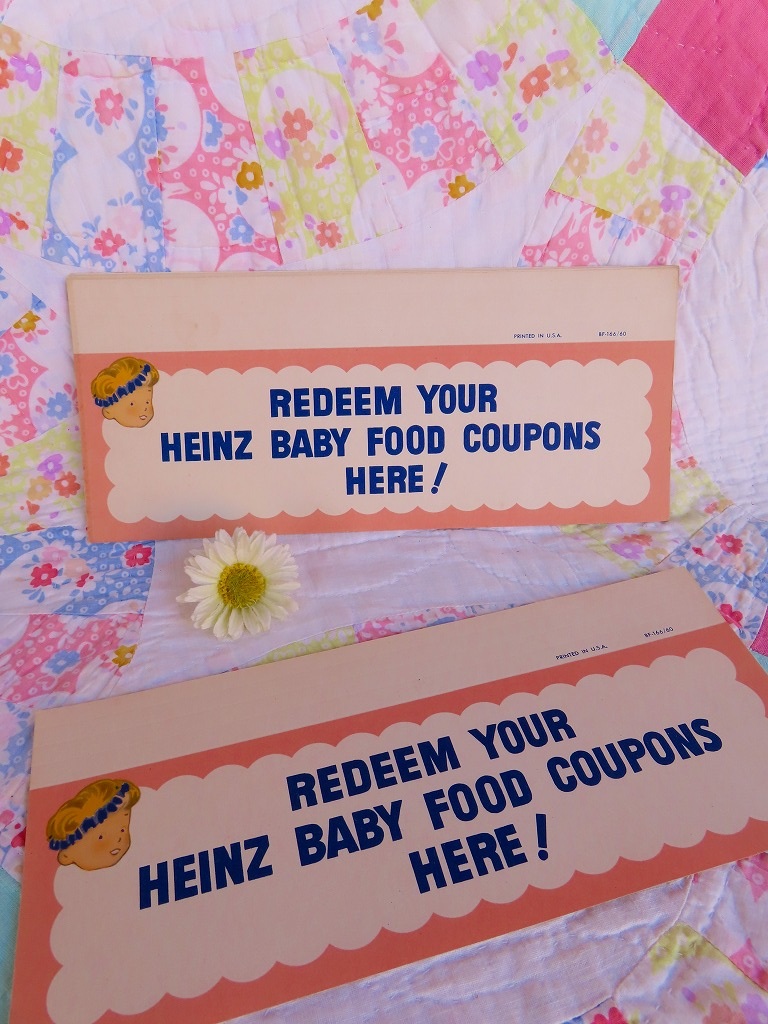 PRINTED IN U.S.A. BF-166/60
REDEEM YOUR
HEINZ BABY FOOD COUPONS
HERE!
PRINTED IN U.S.A. BF-166/60
REDEEM YOUR
HEINZ BABY FOOD COUPONS
HERE!